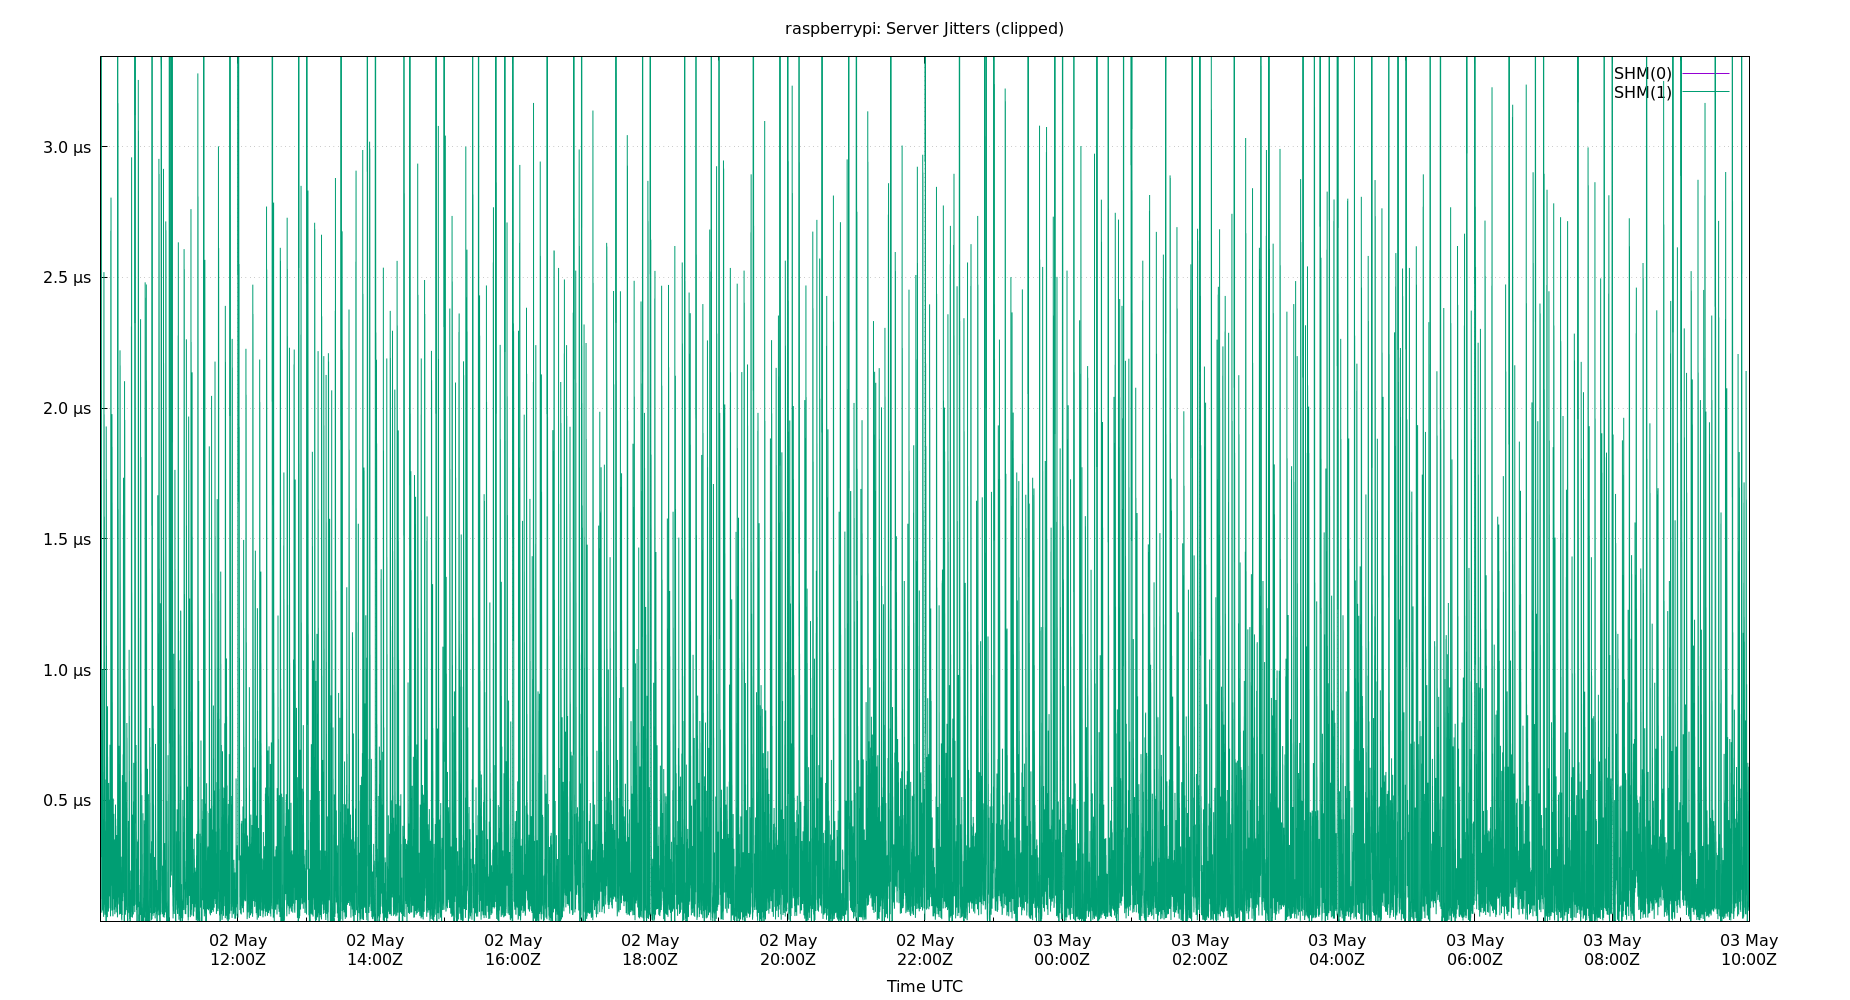 raspberrypi: Server Jitters (clipped)
SHM(0)
SHM(1)
3.0 µs
2.5 µs
2.0 µs
1.5 µs
1.0 µs
0.5 µs
02 May 02 May 02 May 02 May 02 May 02 May 03 May 03 May 03 May 03 May 03 May 03 May
12:00Z 14:00Z 16:00Z 18:00Z 20:00Z 22:00Z 00:00Z 02:00Z 04:00Z 06:00Z 08:00Z 10:00Z
Time UTC